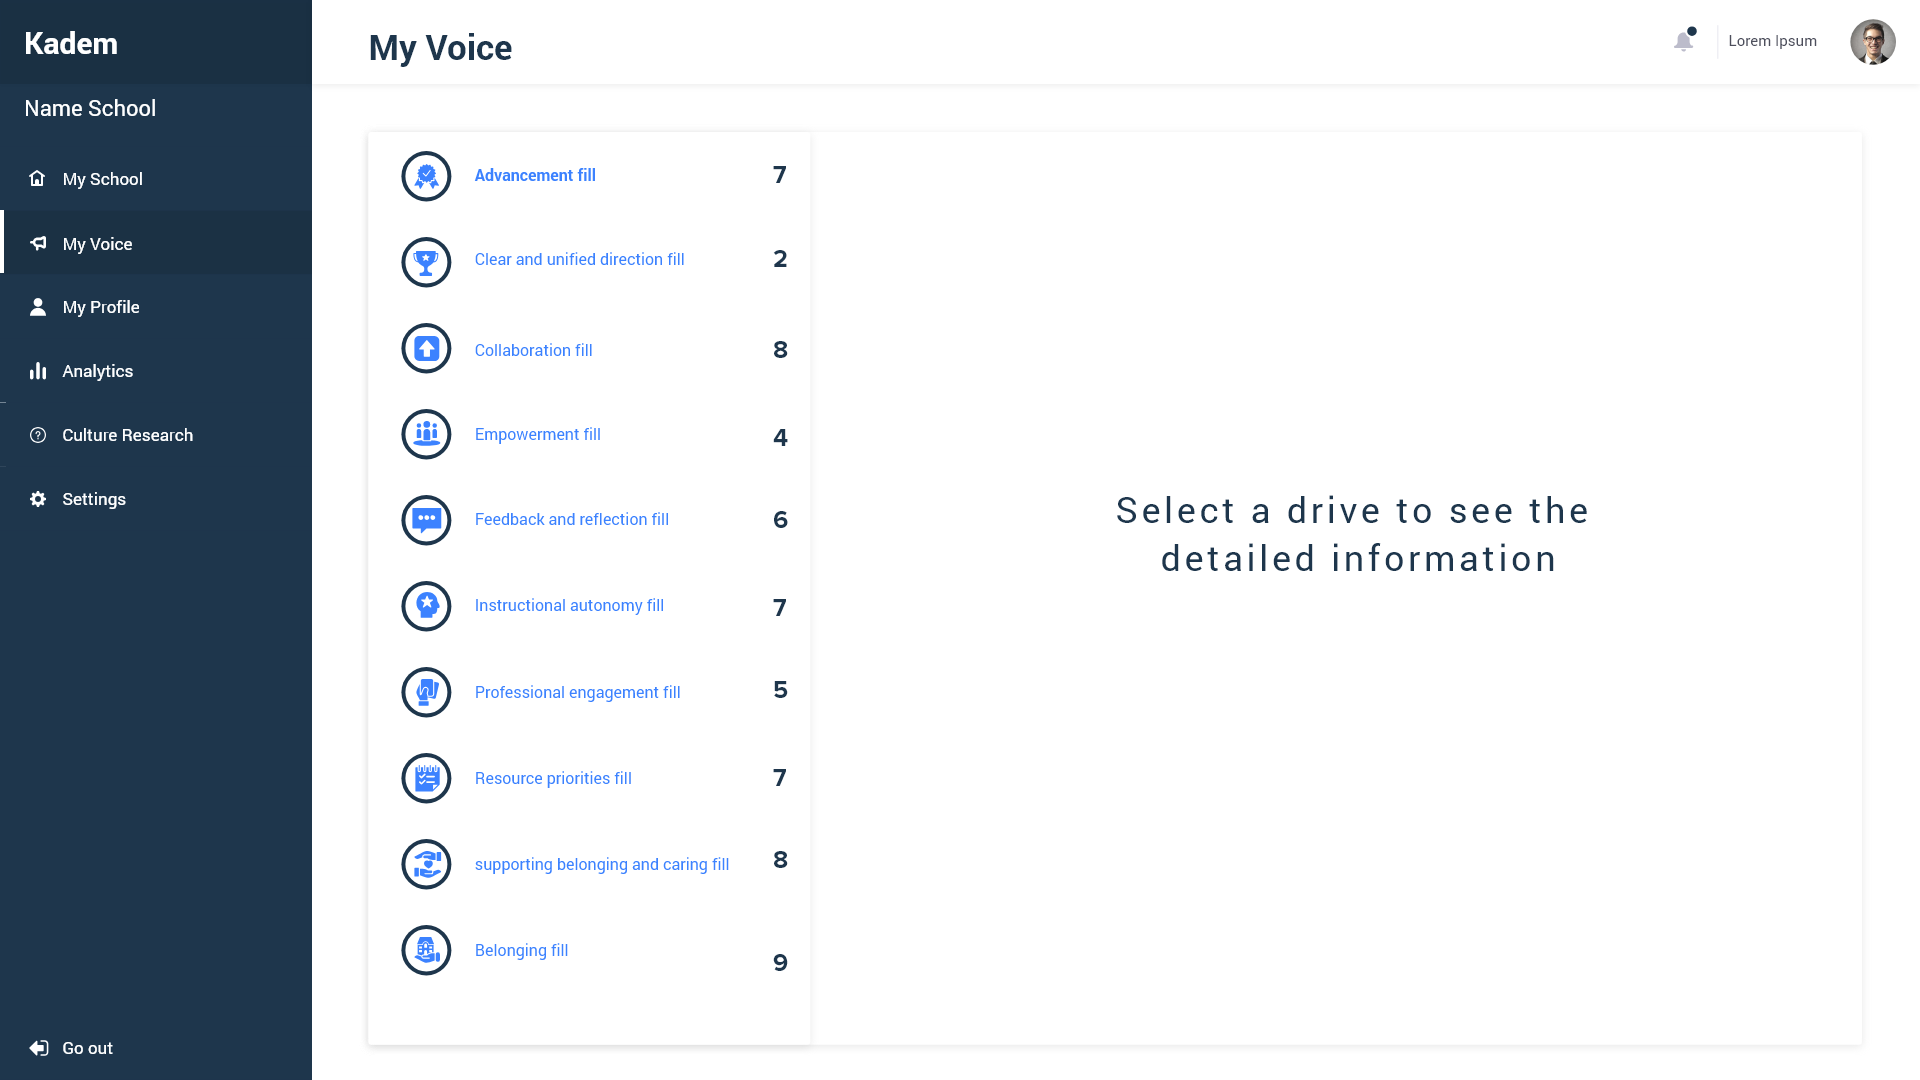 Kadem
Name School
My School
My Voice
My Profile
Analytics
Culture Research
Settings
Go out
My Voice
Lorem Ipsum
Advancement fill 7
Clear and unified direction fill 2
Collaboration fill 8
Empowerment fill 4
Feedback and reflection fill 6
Instructional autonomy fill 7
Professional engagement fill 5
Resource priorities fill 7
supporting belonging and caring fill 8
Belonging fill 9
Select a drive to see the
detailed information